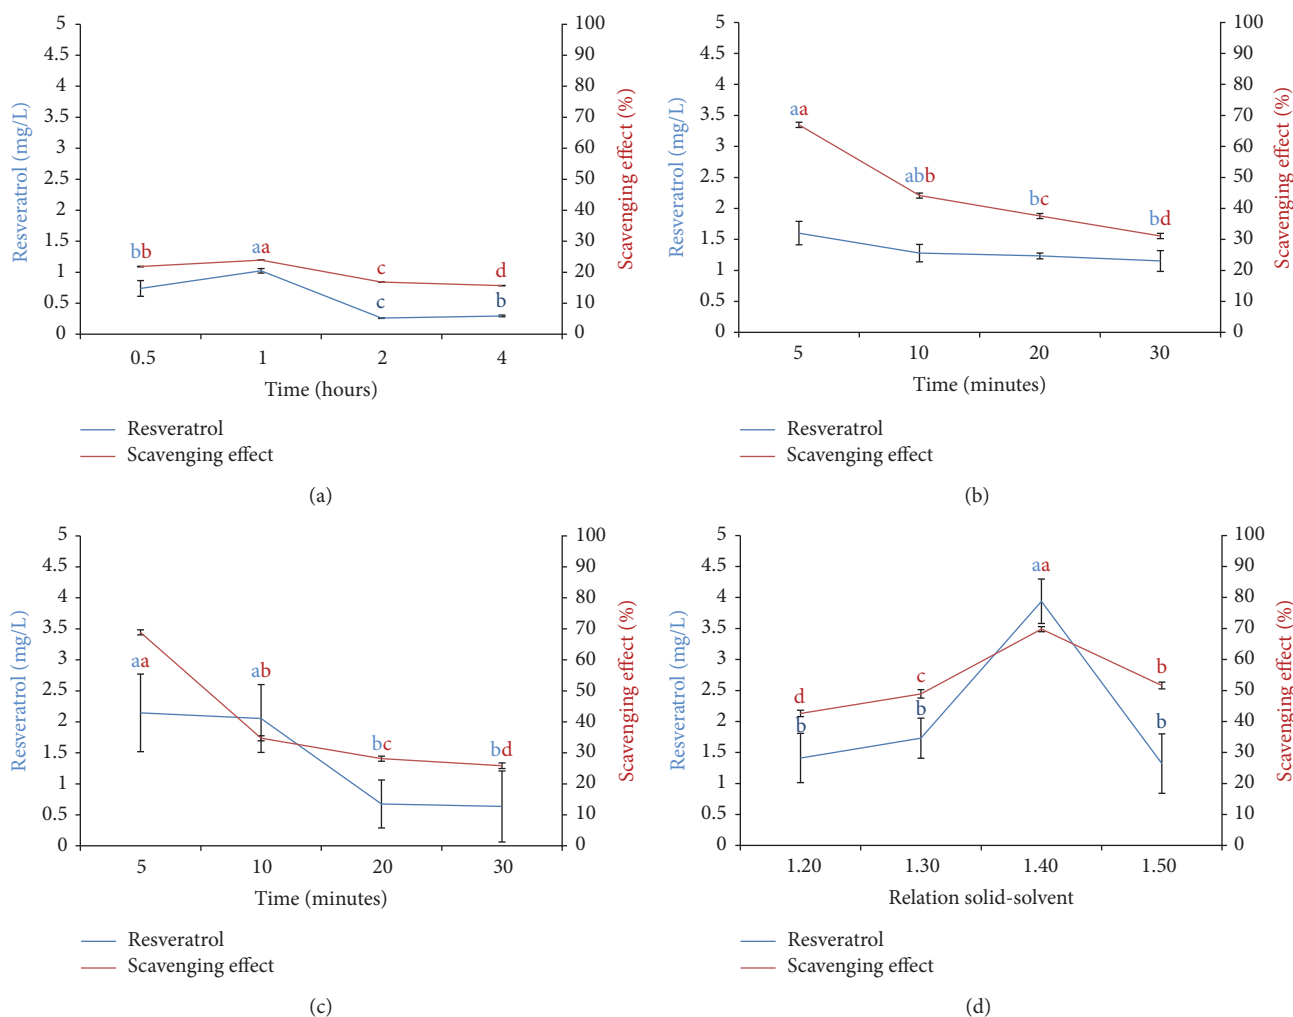 5
4.5
4
3.5
3
2.5
2
1.5
1
0.5
0
Resveratrol (mg/L)
100
90
80
70
60
50
40
30
20
10
0
Scavenging effect (%)
bb
aa
c
d
c
b
0.5 1 2 4
Time (hours)
Resveratrol
Scavenging effect
(a)
5
4.5
4
3.5
3
2.5
2
1.5
1
0.5
0
Resveratrol (mg/L)
100
90
80
70
60
50
40
30
20
10
0
Scavenging effect (%)
aa
abb
bc
bd
5 10 20 30
Time (minutes)
Resveratrol
Scavenging effect
(b)
5
4.5
4
3.5
3
2.5
2
1.5
1
0.5
0
Resveratrol (mg/L)
100
90
80
70
60
50
40
30
20
10
0
Scavenging effect (%)
aa
ab
bc
bd
5 10 20 30
Time (minutes)
Resveratrol
Scavenging effect
(c)
5
4.5
4
3.5
3
2.5
2
1.5
1
0.5
0
Resveratrol (mg/L)
100
90
80
70
60
50
40
30
20
10
0
Scavenging effect (%)
aa
d
c
b
b
b
b
1.20 1.30 1.40 1.50
Relation solid-solvent
Resveratrol
Scavenging effect
(d)